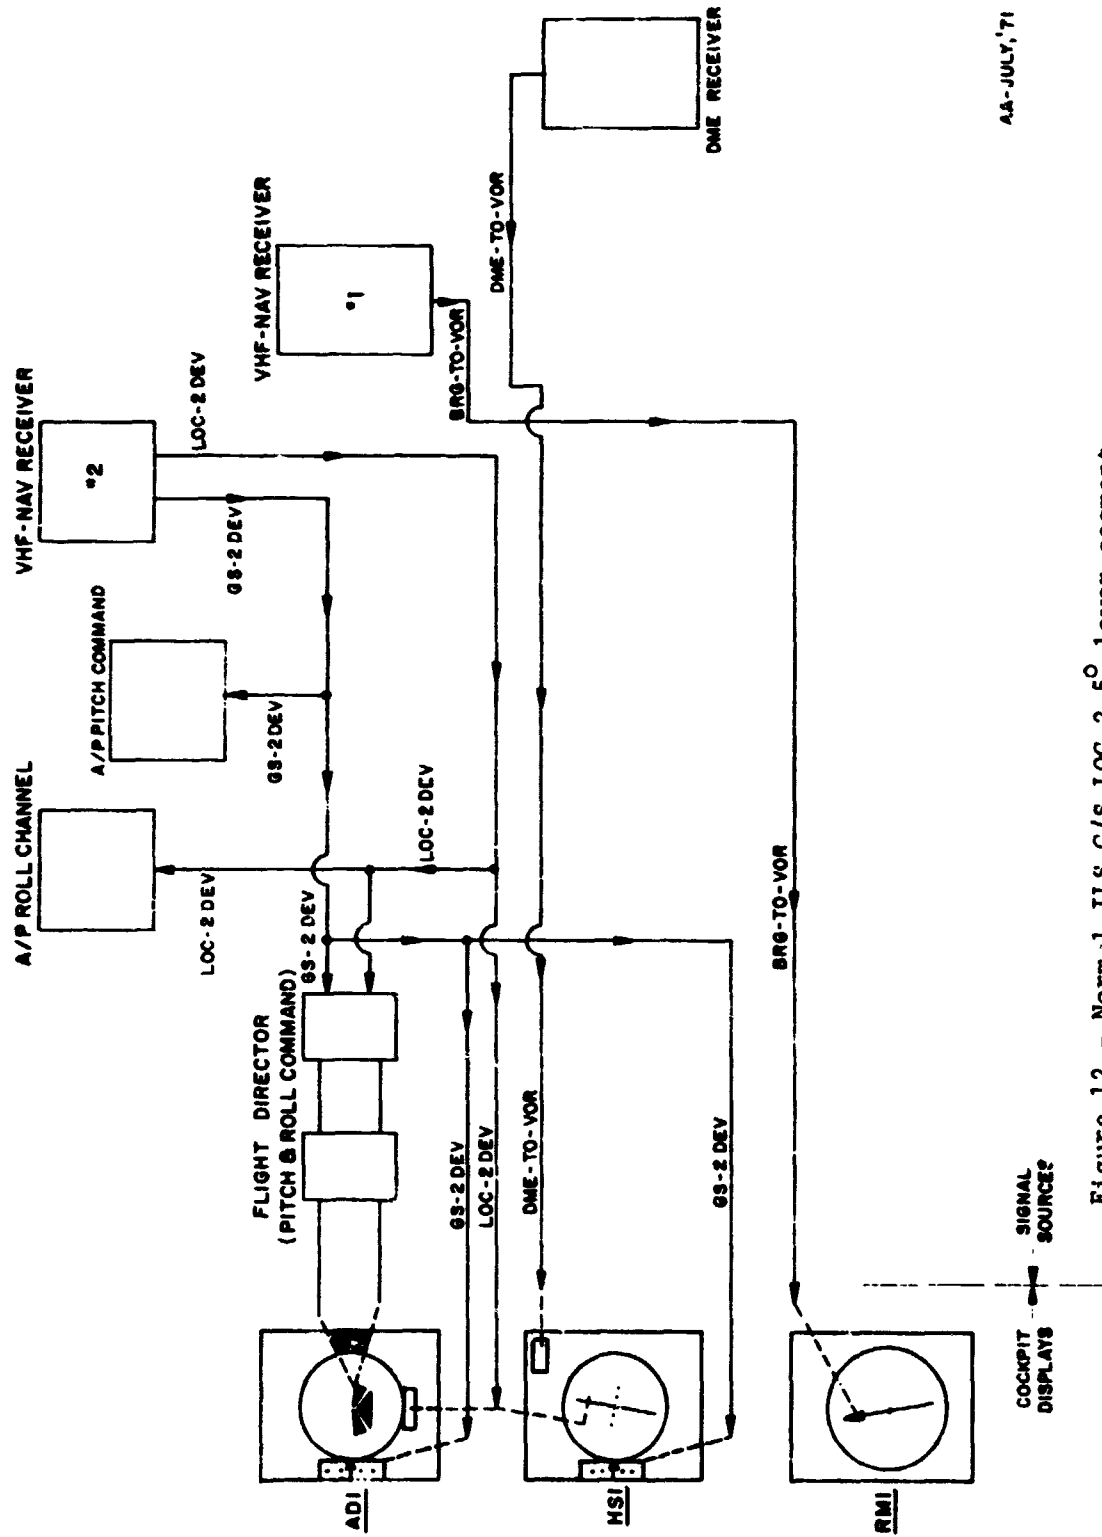 VHF-NAV RECEIVER
#2
A/P PITCH COMMAND
A/P ROLL CHANNEL
LOC-2 DEV
GS-2 DEV
GS-2 DEV
LOC-2 DEV
LOC-2 DEV
GS-2 DEV
VHF-NAV RECEIVER
#1
BRG-TO-VOR
DME-TO-VOR
DME RECEIVER
FLIGHT DIRECTOR
(PITCH & ROLL COMMAND)
GS-2 DEV
LOC-2 DEV
DME-TO-VOR
GS-2 DEV
BRG-TO-VOR
ADI
HSI
RMI
COCKPIT
DISPLAYS
SIGNAL
SOURCES
AA-JULY,'71
Figure 12 - Normal ILS G/S LOC 2.5° lower segment